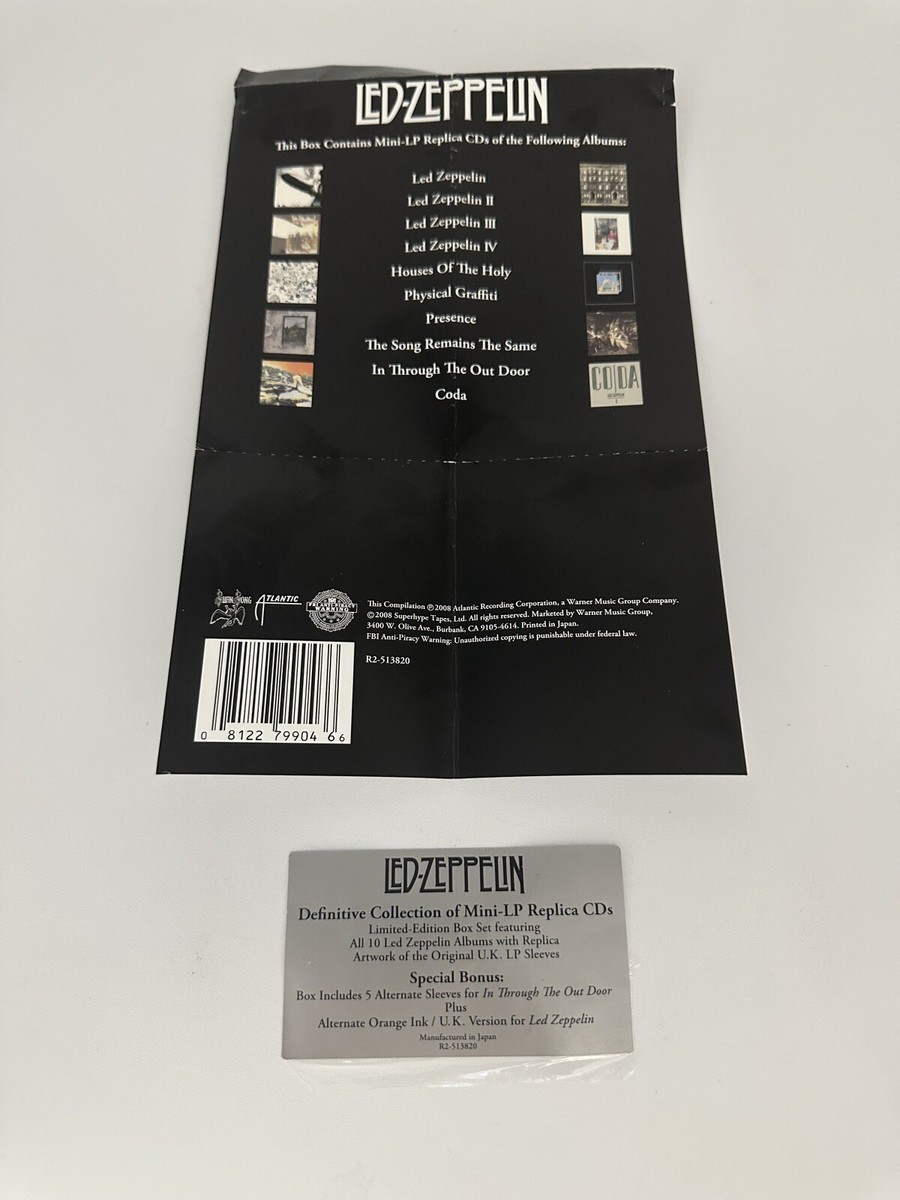 LED-ZEPPELIN
This Box Contains Mini-LP Replica CDs of the Following Albums:
Led Zeppelin
Led Zeppelin II
Led Zeppelin III
Led Zeppelin IV
Houses Of The Holy
Physical Graffiti
Presence
The Song Remains The Same
In Through The Out Door
Coda
CODA
SWAN SONG
ATLANTIC
FBI ANTI-PIRACY
WARNING
This Compilation ℗2008 Atlantic Recording Corporation, a Warner Music Group Company.
©2008 Superhype Tapes, Ltd. All rights reserved. Marketed by Warner Music Group,
3400 W. Olive Ave., Burbank, CA 9105-4614. Printed in Japan.
FBI Anti-Piracy Warning: Unauthorized copying is punishable under federal law.
R2-513820
0 8122 79904 6 6
LED-ZEPPELIN
Definitive Collection of Mini-LP Replica CDs
Limited-Edition Box Set featuring
All 10 Led Zeppelin Albums with Replica
Artwork of the Original U.K. LP Sleeves
Special Bonus:
Box Includes 5 Alternate Sleeves for In Through The Out Door
Plus
Alternate Orange Ink / U.K. Version for Led Zeppelin
Manufactured in Japan
R2-513820